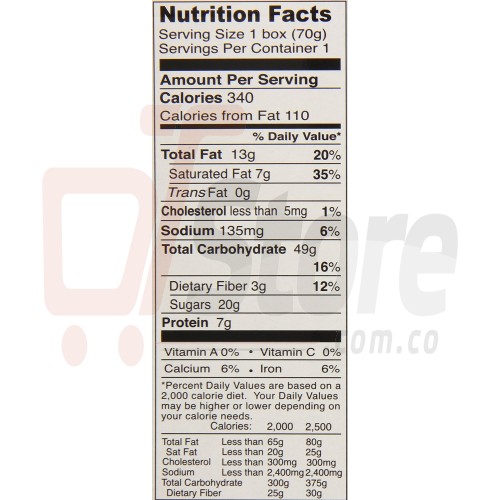 Nutrition Facts
Serving Size 1 box (70g)
Servings Per Container 1
Amount Per Serving
Calories 340
Calories from Fat 110
% Daily Value*
Total Fat 13g 20%
Saturated Fat 7g 35%
Trans Fat 0g
Cholesterol less than 5mg 1%
Sodium 135mg 6%
Total Carbohydrate 49g
16%
Dietary Fiber 3g 12%
Sugars 20g
Protein 7g
Vitamin A 0% • Vitamin C 0%
Calcium 6% • Iron 6%
*Percent Daily Values are based on a
2,000 calorie diet. Your Daily Values
may be higher or lower depending on
your calorie needs.
Calories: 2,000 2,500
Total Fat Less than 65g 80g
Sat Fat Less than 20g 25g
Cholesterol Less than 300mg 300mg
Sodium Less than 2,400mg 2,400mg
Total Carbohydrate 300g 375g
Dietary Fiber 25g 30g
Store
.com.co